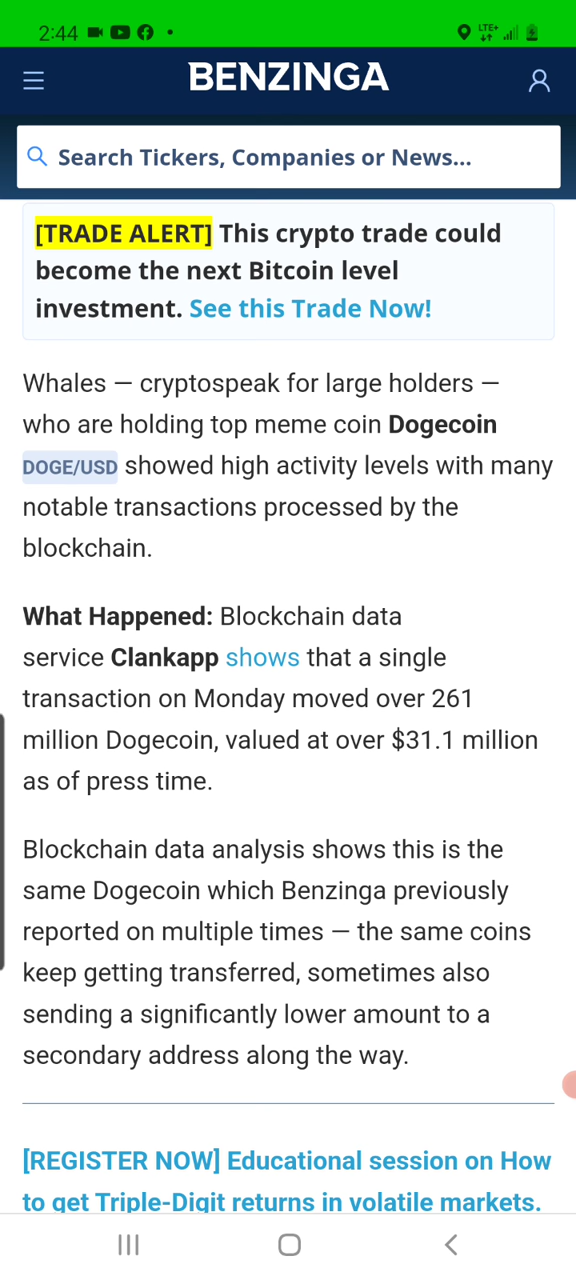 2:44
LTE+
BENZINGA
Search Tickers, Companies or News...
[TRADE ALERT] This crypto trade could
become the next Bitcoin level
investment. See this Trade Now!
Whales — cryptospeak for large holders —
who are holding top meme coin Dogecoin
DOGE/USD showed high activity levels with many
notable transactions processed by the
blockchain.
What Happened: Blockchain data
service Clankapp shows that a single
transaction on Monday moved over 261
million Dogecoin, valued at over $31.1 million
as of press time.
Blockchain data analysis shows this is the
same Dogecoin which Benzinga previously
reported on multiple times — the same coins
keep getting transferred, sometimes also
sending a significantly lower amount to a
secondary address along the way.
[REGISTER NOW] Educational session on How
to get Triple-Digit returns in volatile markets.